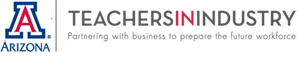 A
ARIZONA
TEACHERSININDUSTRY
Partnering with business to prepare the future workforce